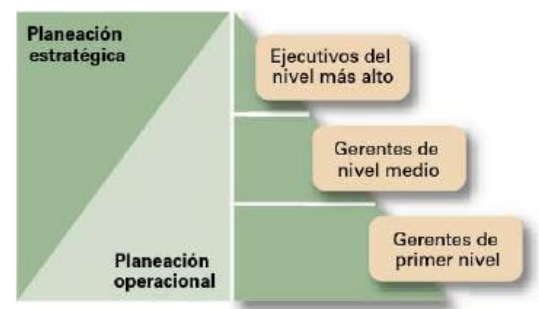 Planeación
estratégica
Ejecutivos del
nivel más alto
Gerentes de
nivel medio
Gerentes de
primer nivel
Planeación
operacional